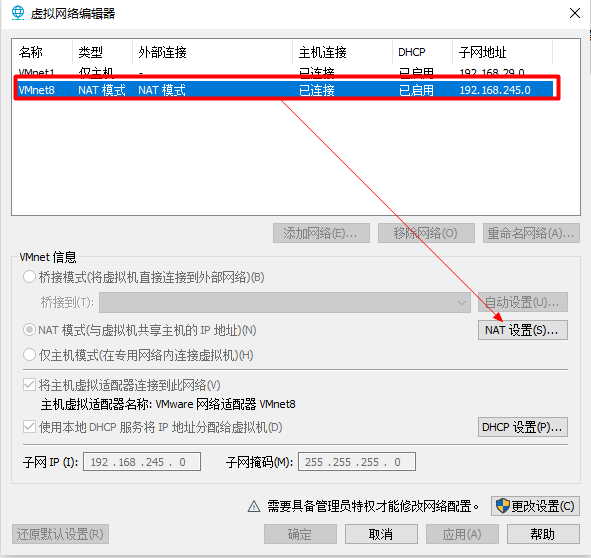 虚拟网络编辑器
名称 类型 外部连接 主机连接 DHCP 子网地址
VMnet1 仅主机... - 已连接 已启用 192.168.29.0
VMnet8 NAT 模式 NAT 模式 已连接 已启用 192.168.245.0
添加网络(E)... 移除网络(O) 重命名网络(A)...
VMnet 信息
桥接模式(将虚拟机直接连接到外部网络)(B)
桥接到(T): 自动设置(U)...
NAT 模式(与虚拟机共享主机的 IP 地址)(N) NAT 设置(S)...
仅主机模式(在专用网络内连接虚拟机)(H)
将主机虚拟适配器连接到此网络(V)
主机虚拟适配器名称: VMware 网络适配器 VMnet8
使用本地 DHCP 服务将 IP 地址分配给虚拟机(D) DHCP 设置(P)...
子网 IP (I): 192 . 168 . 245 . 0 子网掩码(M): 255 . 255 . 255 . 0
需要具备管理员特权才能修改网络配置。 更改设置(C)
还原默认设置(R) 确定 取消 应用(A) 帮助